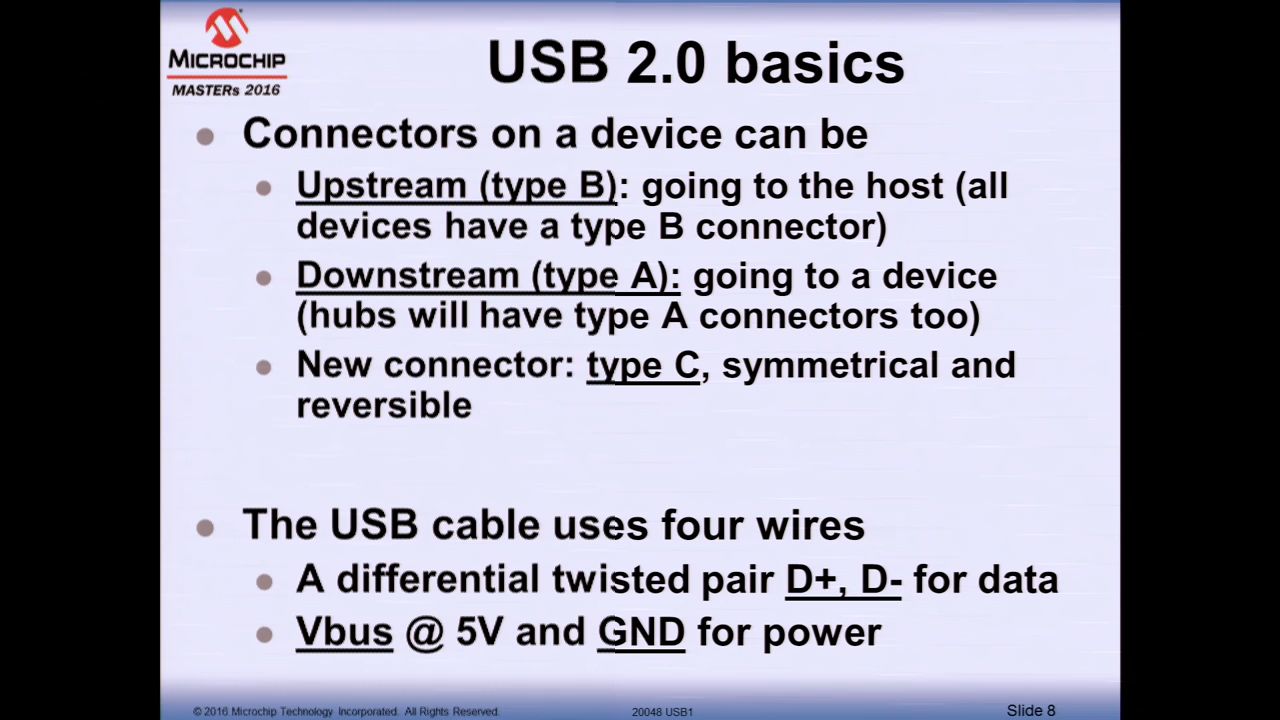 MICROCHIP
MASTERs 2016
USB 2.0 basics
Connectors on a device can be
Upstream (type B): going to the host (all
devices have a type B connector)
Downstream (type A): going to a device
(hubs will have type A connectors too)
New connector: type C, symmetrical and
reversible
The USB cable uses four wires
A differential twisted pair D+, D- for data
Vbus @ 5V and GND for power
© 2016 Microchip Technology Incorporated. All Rights Reserved.
20048 USB1
Slide 8